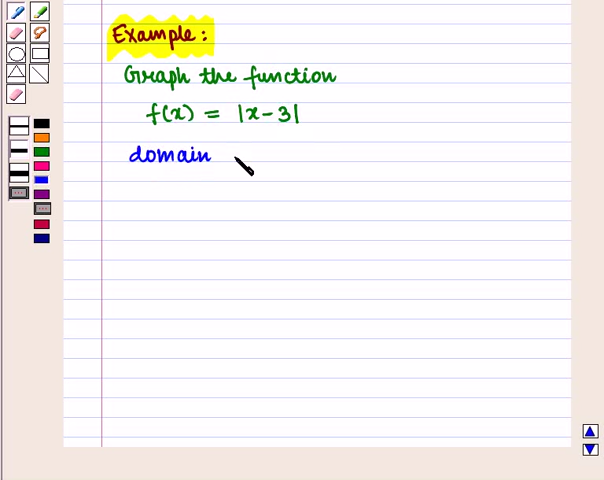 Example:
Graph the function
f(x) = |x-3|
domain